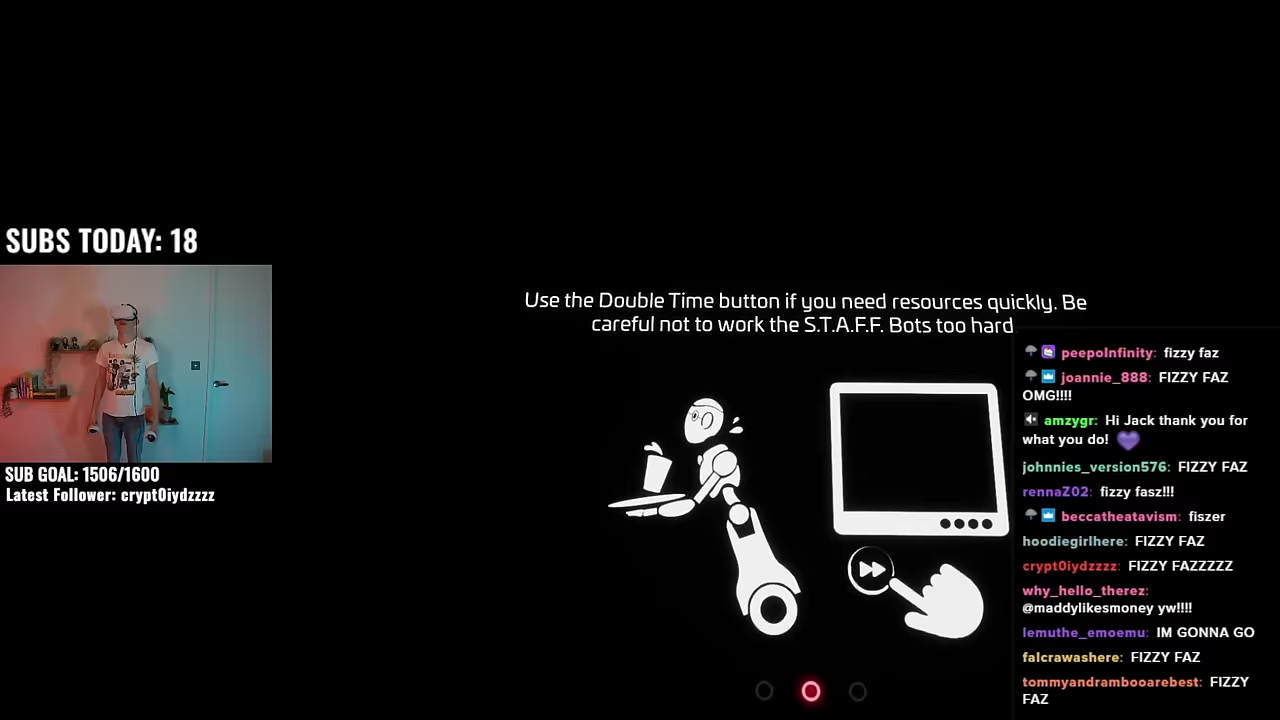 SUBS TODAY: 18
SUB GOAL: 1506/1600
Latest Follower: crypt0iydzzzz
Use the Double Time button if you need resources quickly. Be
careful not to work the S.T.A.F.F. Bots too hard
peepoInfinity: fizzy faz
joannie_888: FIZZY FAZ
OMG!!!!
amzygr: Hi Jack thank you for
what you do!
johnnies_version576: FIZZY FAZ
rennaZ02: fizzy fasz!!!
beccatheatavism: fiszer
hoodiegirlhere: FIZZY FAZ
crypt0iydzzzz: FIZZY FAZZZZZ
why_hello_therez:
@maddylikesmoney yw!!!!
lemuthe_emoemu: IM GONNA GO
falcrawashere: FIZZY FAZ
tommyandrambooarebest: FIZZY
FAZ